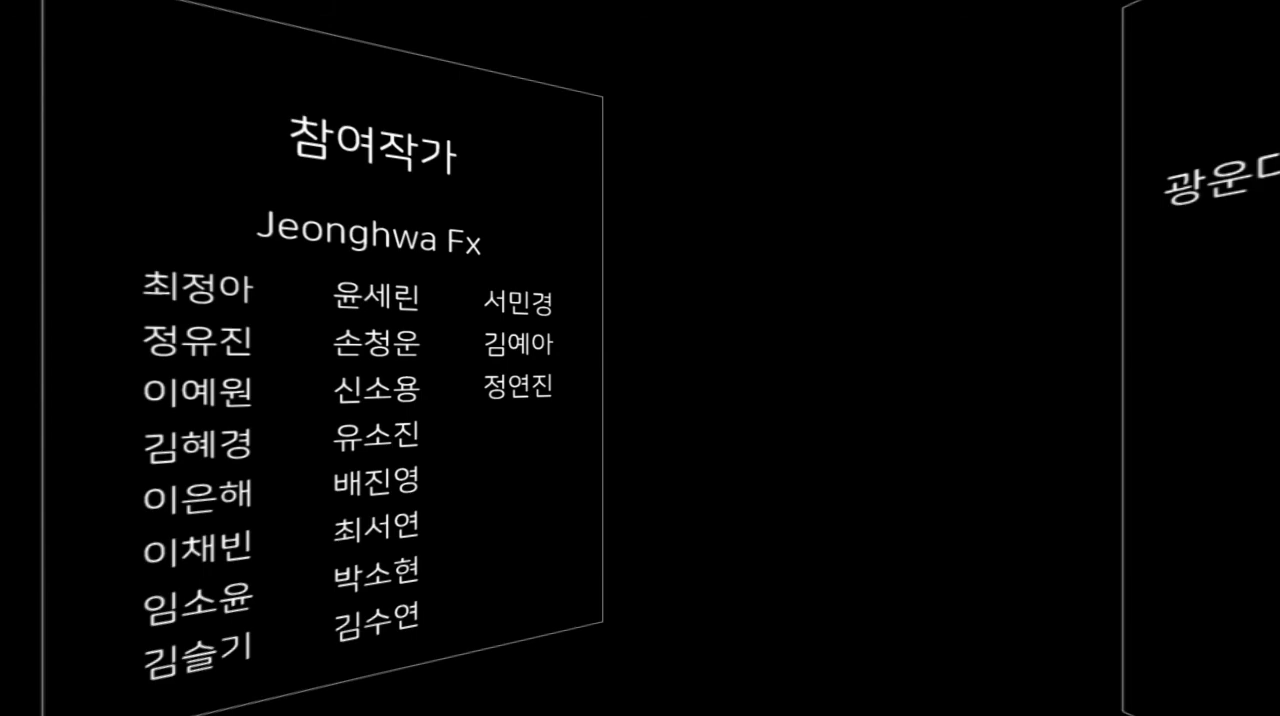 참여작가
Jeonghwa Fx
최정아 윤세린 서민경
정유진 손청운 김예아
이예원 신소용 정연진
김혜경 유소진
이은해 배진영
이채빈 최서연
임소윤 박소현
김슬기 김수연
광운